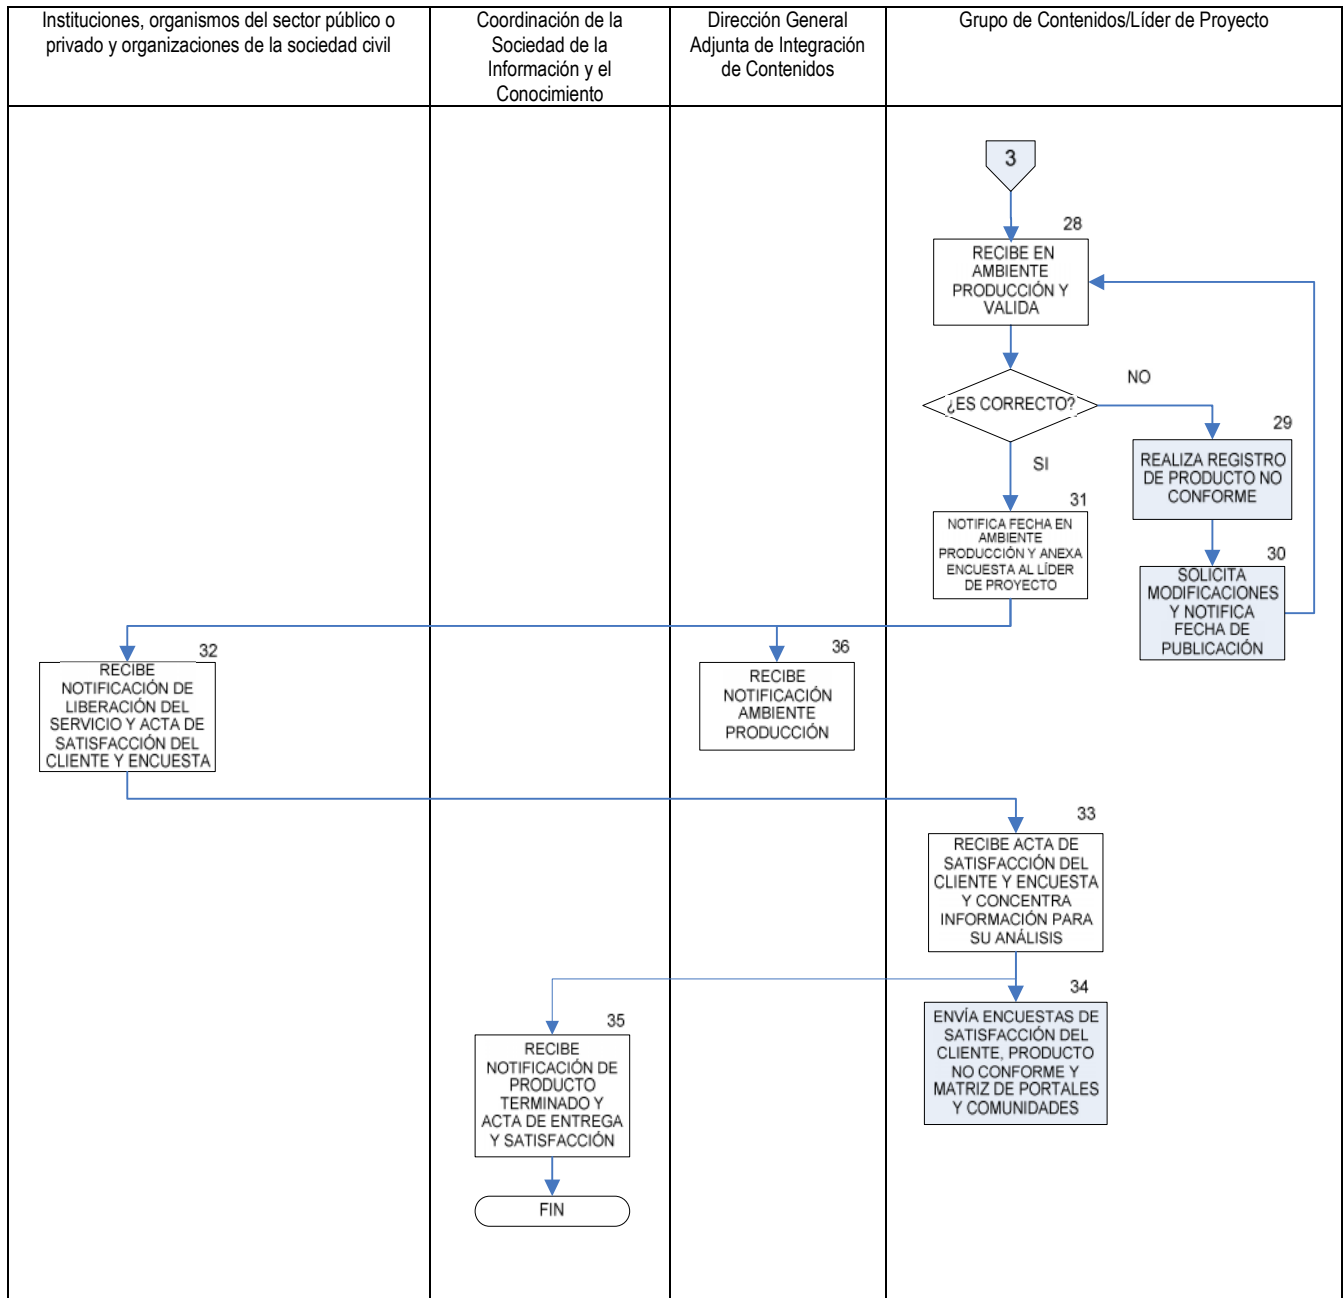 Instituciones, organismos del sector público o
privado y organizaciones de la sociedad civil
Coordinación de la
Sociedad de la
Información y el
Conocimiento
Dirección General
Adjunta de Integración
de Contenidos
Grupo de Contenidos/Líder de Proyecto
3
28
RECIBE EN
AMBIENTE
PRODUCCIÓN Y
VALIDA
¿ES CORRECTO?
NO
SI
29
REALIZA REGISTRO
DE PRODUCTO NO
CONFORME
30
SOLICITA
MODIFICACIONES
Y NOTIFICA
FECHA DE
PUBLICACIÓN
31
NOTIFICA FECHA EN
AMBIENTE
PRODUCCIÓN Y ANEXA
ENCUESTA AL LÍDER
DE PROYECTO
32
RECIBE
NOTIFICACIÓN DE
LIBERACIÓN DEL
SERVICIO Y ACTA DE
SATISFACCIÓN DEL
CLIENTE Y ENCUESTA
36
RECIBE
NOTIFICACIÓN
AMBIENTE
PRODUCCIÓN
33
RECIBE ACTA DE
SATISFACCIÓN DEL
CLIENTE Y ENCUESTA
Y CONCENTRA
INFORMACIÓN PARA
SU ANÁLISIS
34
ENVÍA ENCUESTAS DE
SATISFACCIÓN DEL
CLIENTE, PRODUCTO
NO CONFORME Y
MATRIZ DE PORTALES
Y COMUNIDADES
35
RECIBE
NOTIFICACIÓN DE
PRODUCTO
TERMINADO Y
ACTA DE ENTREGA
Y SATISFACCIÓN
FIN